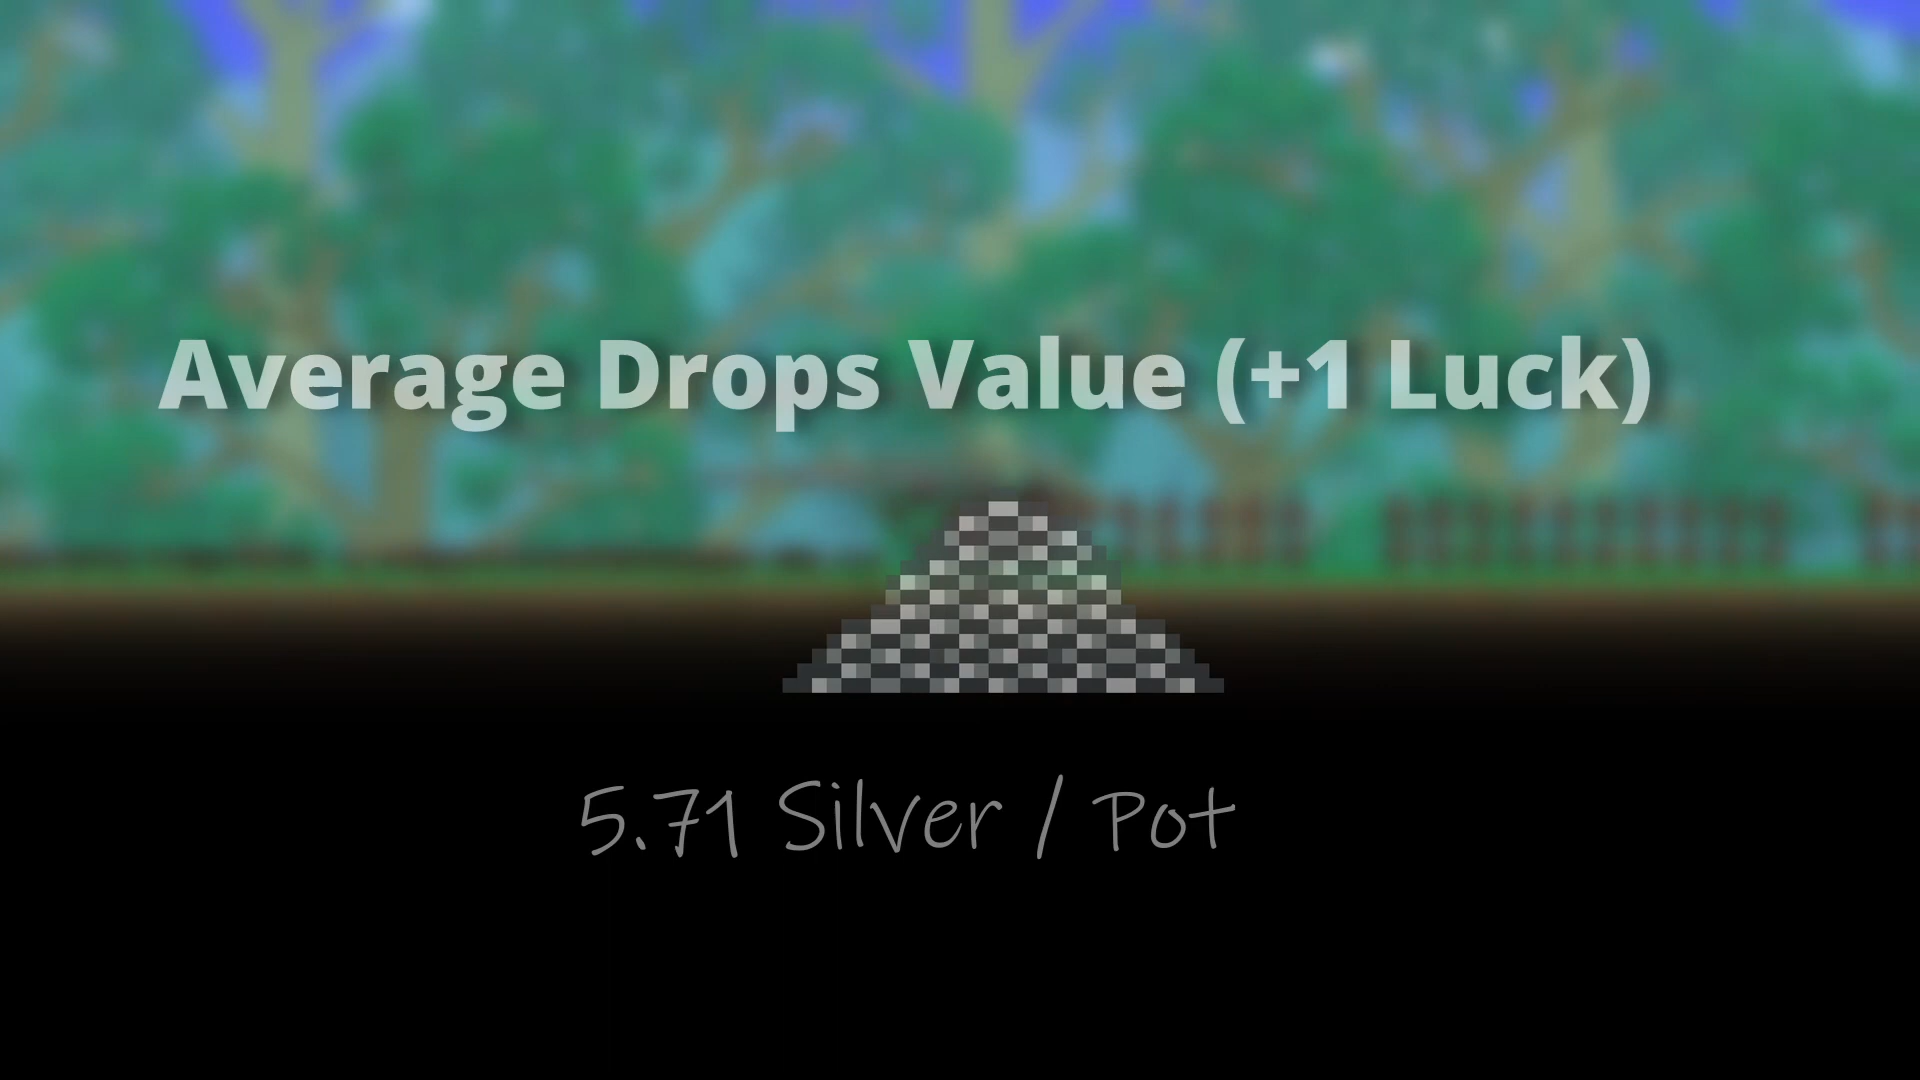 Average Drops Value (+1 Luck)
5.71 Silver / Pot